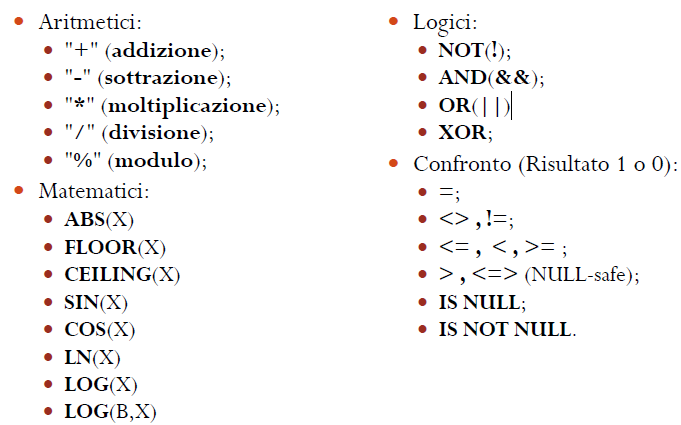 Aritmetici:
"+" (addizione);
"-" (sottrazione);
"*" (moltiplicazione);
"/" (divisione);
"%" (modulo);
Matematici:
ABS(X)
FLOOR(X)
CEILING(X)
SIN(X)
COS(X)
LN(X)
LOG(X)
LOG(B,X)
Logici:
NOT(!);
AND(&&);
OR(||)
XOR;
Confronto (Risultato 1 o 0):
=;
<> , !=;
<= , < , >= ;
> , <=> (NULL-safe);
IS NULL;
IS NOT NULL.